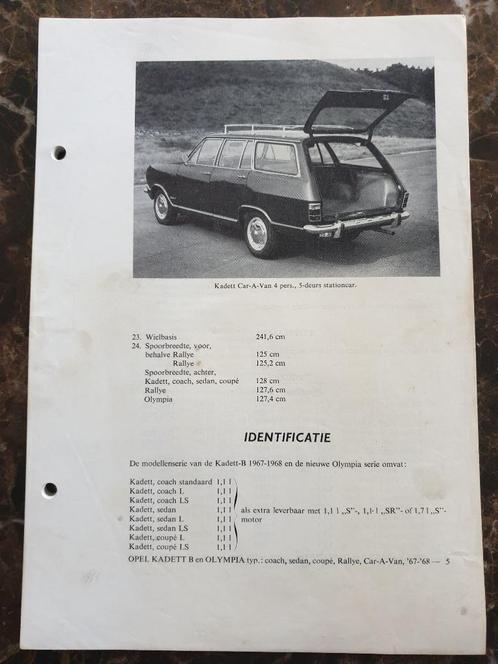 Kadett Car-A-Van 4 pers., 5-deurs stationcar.
23. Wielbasis 241,6 cm
24. Spoorbreedte, voor,
behalve Rallye 125 cm
Rallye 125,2 cm
Spoorbreedte, achter,
Kadett, coach, sedan, coupé 128 cm
Rallye 127,6 cm
Olympia 127,4 cm
IDENTIFICATIE
De modellenserie van de Kadett-B 1967-1968 en de nieuwe Olympia serie omvat:
Kadett, coach standaard 1,1 l
Kadett, coach L 1,1 l
Kadett, coach LS 1,1 l
Kadett, sedan 1,1 l
Kadett, sedan L 1,1 l
Kadett, sedan LS 1,1 l
Kadett, coupé L 1,1 l
Kadett, coupé LS 1,1 l
als extra leverbaar met 1,1 l „S”-, 1,1 l „SR”- of 1,7 l „S”-
motor
OPEL KADETT B en OLYMPIA typ.: coach, sedan, coupé, Rallye, Car-A-Van, '67-'68 — 5